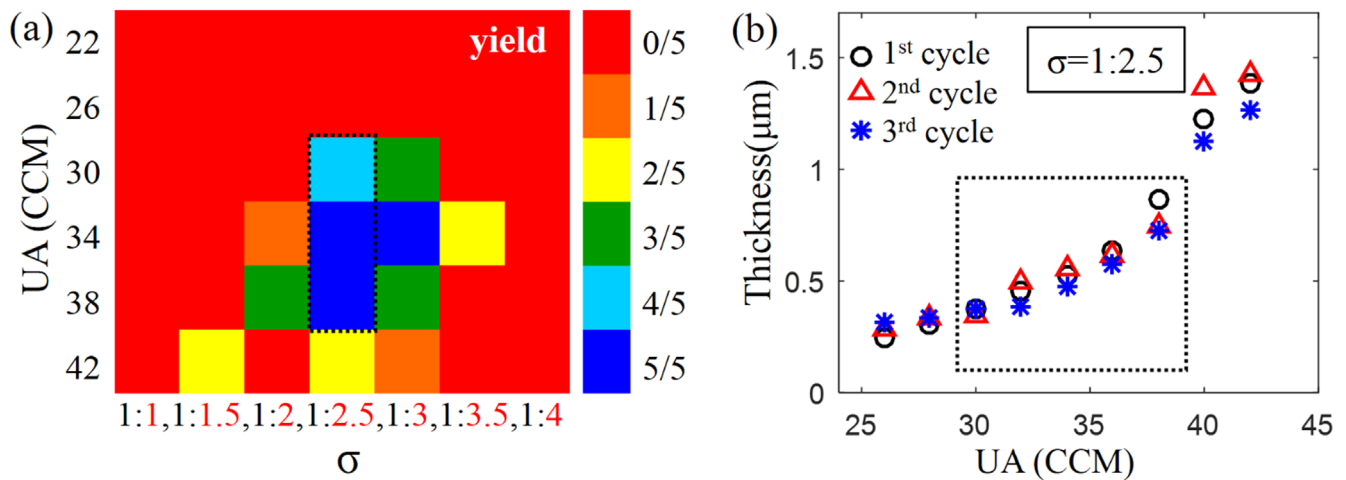 (a)
22
26
30
34
38
42
UA (CCM)
yield
0/5
1/5
2/5
3/5
4/5
5/5
1:1,1:1.5,1:2,1:2.5,1:3,1:3.5,1:4
σ
(b)
1st cycle
2nd cycle
3rd cycle
σ=1:2.5
Thickness(μm)
1.5
1
0.5
0
25
30
35
40
45
UA (CCM)